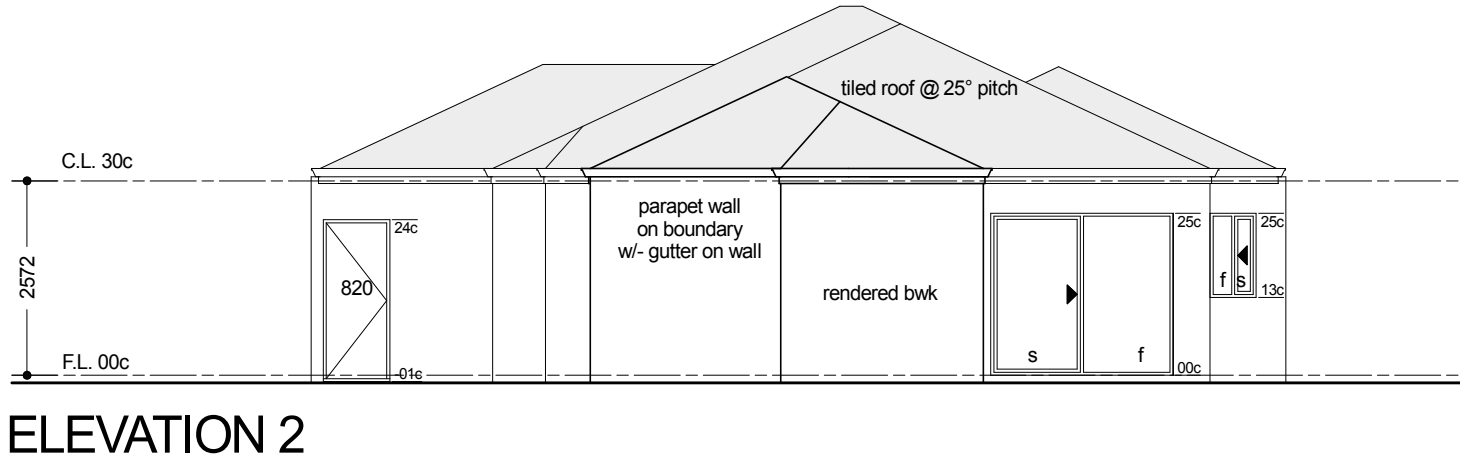 tiled roof @ 25° pitch
C.L. 30c
parapet wall
on boundary
w/- gutter on wall
24c
25c
25c
2572
820
rendered bwk
f s
13c
s
f
F.L. 00c
-01c
00c
ELEVATION 2